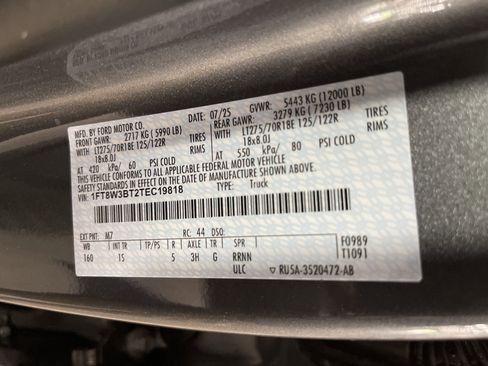 MFD. BY FORD MOTOR CO. DATE: 07/25 GVWR: 5443 KG (12000 LB)
FRONT GAWR: 2717 KG (5990 LB) REAR GAWR: 3279 KG (7230 LB)
WITH LT275/70R18E 125/122R TIRES WITH LT275/70R18E 125/122R TIRES
18x8.0J 18x8.0J
AT 420 kPa/ 60 PSI COLD AT 550 kPa/ 80 PSI COLD
THIS VEHICLE CONFORMS TO ALL APPLICABLE FEDERAL MOTOR VEHICLE
SAFETY STANDARDS IN EFFECT ON THE DATE OF MANUFACTURE SHOWN ABOVE.
VIN: 1FT8W3BT2TEC19818 TYPE: Truck
EXT PNT: M7 RC: 44 DSO:
WB INT TR TP/PS R AXLE TR SPR F0989
160 1S 5 3H G RRNN T1091
ULC ▽ RU5A-3520472-AB